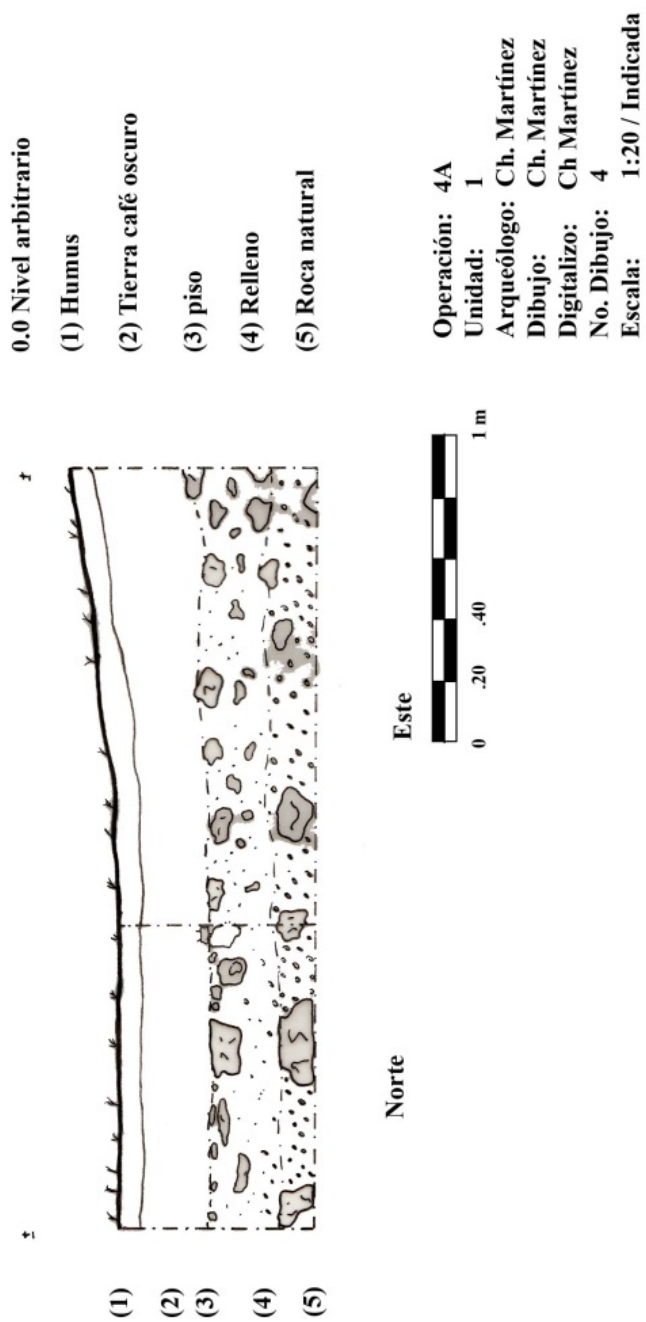 0.0 Nivel arbitrario
(1) Humus
(2) Tierra café oscuro
(3) piso
(4) Relleno
(5) Roca natural
±
±
(1)
(2)
(3)
(4)
(5)
Norte
Este
0 .20 .40 1 m
Operación: 4A
Unidad: 1
Arqueólogo: Ch. Martínez
Dibujo: Ch. Martínez
Digitalizo: Ch Martínez
No. Dibujo: 4
Escala: 1:20 / Indicada